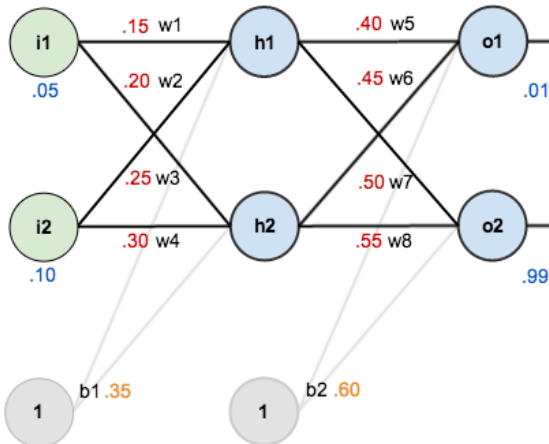 i1 .15 w1 h1 .40 w5 o1
.05 .20 w2 .45 w6 .01
i2 .25 w3 h2 .50 w7 o2
.30 w4 .55 w8
.10 .99
b1 .35 b2 .60
1 1